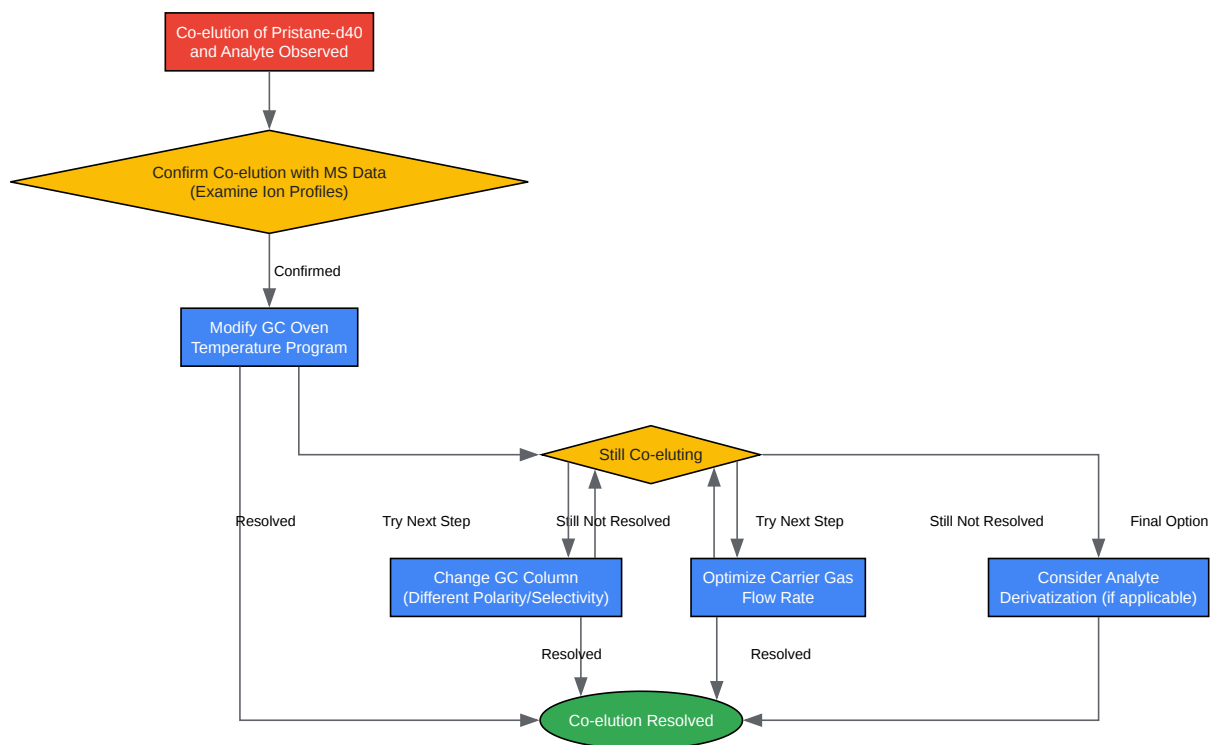 Co-elution of Pristane-d40
and Analyte Observed
Confirm Co-elution with MS Data
(Examine Ion Profiles)
Confirmed
Modify GC Oven
Temperature Program
Still Co-eluting
Resolved
Try Next Step
Still Not Resolved
Try Next Step
Still Not Resolved
Final Option
Change GC Column
(Different Polarity/Selectivity)
Optimize Carrier Gas
Flow Rate
Consider Analyte
Derivatization (if applicable)
Resolved
Resolved
Co-elution Resolved